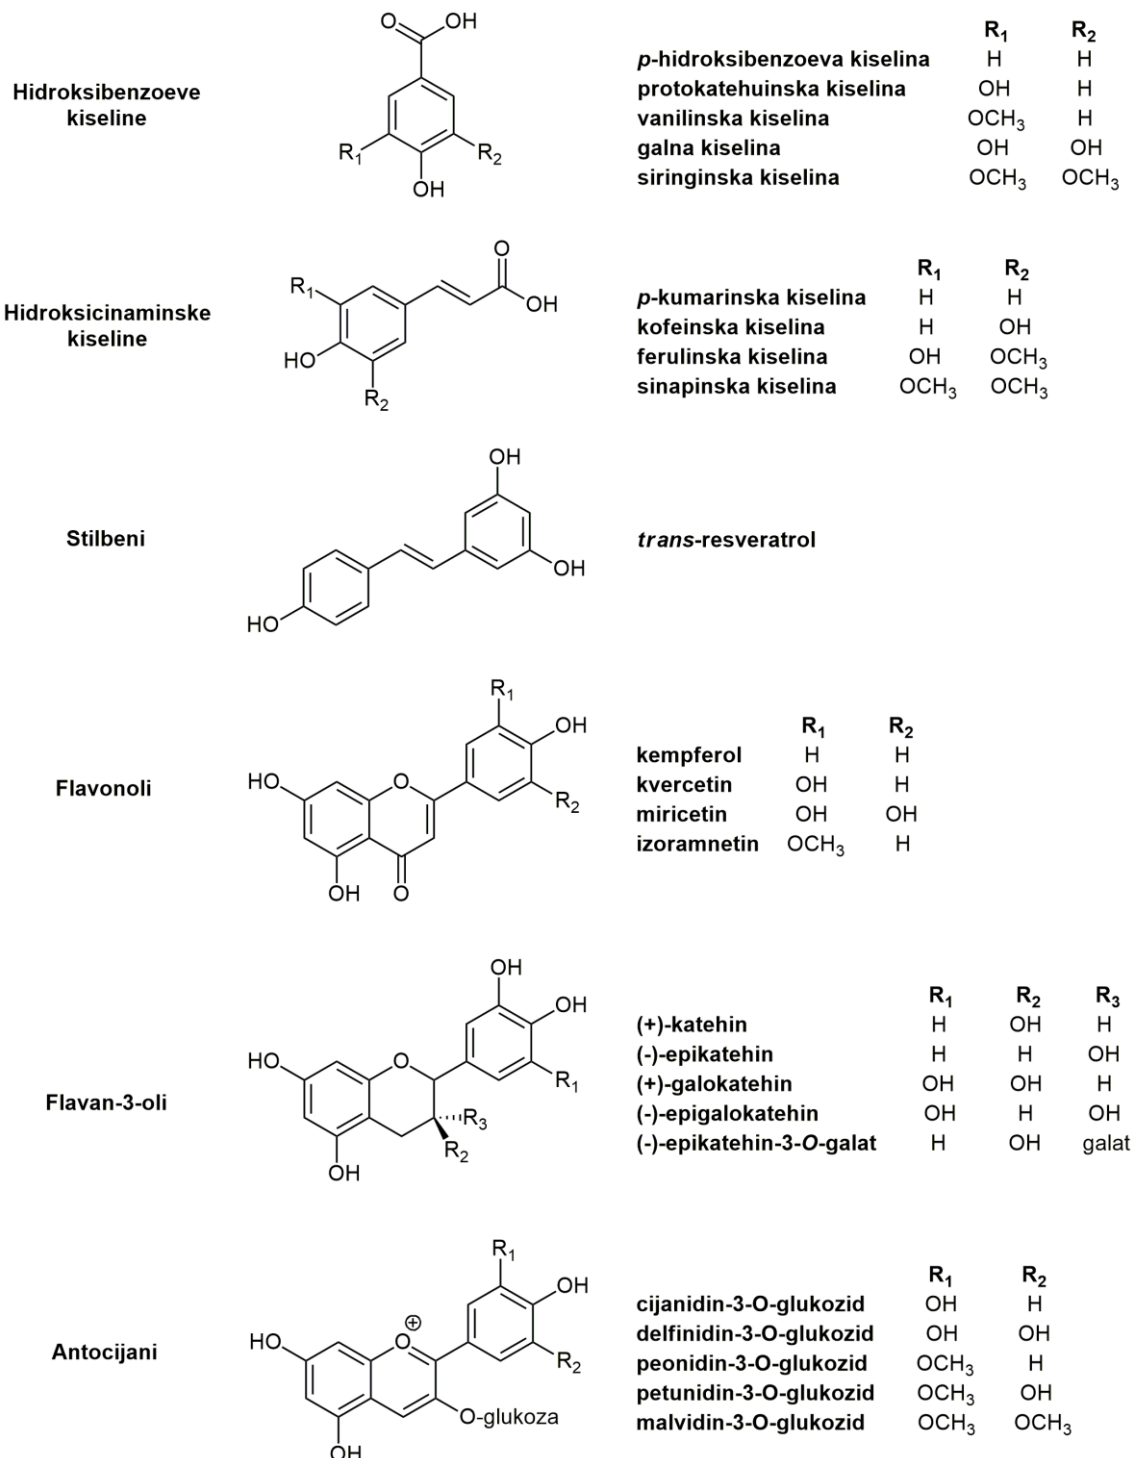 Hidroksibenzoeve
kiseline
O OH
R1 R2
OH
R1 R2
p-hidroksibenzoeva kiselina H H
protokatehuinska kiselina OH H
vanilinska kiselina OCH3 H
galna kiselina OH OH
siringinska kiselina OCH3 OCH3
Hidroksicinaminske
kiseline
O
R1
OH
HO
R2
R1 R2
p-kumarinska kiselina H H
kofeinska kiselina H OH
ferulinska kiselina OH OCH3
sinapinska kiselina OCH3 OCH3
Stilbeni
OH
OH
HO
trans-resveratrol
Flavonoli
R1
OH
HO O
R2
OH O
R1 R2
kempferol H H
kvercetin OH H
miricetin OH OH
izoramnetin OCH3 H
Flavan-3-oli
OH
OH
HO O
R1
R3
R2
OH
R1 R2 R3
(+)-katehin H OH H
(-)-epikatehin H H OH
(+)-galokatehin OH OH H
(-)-epigalokatehin OH H OH
(-)-epikatehin-3-O-galat H OH galat
Antocijani
R1
OH
⊕
HO O
R2
O-glukoza
OH
R1 R2
cijanidin-3-O-glukozid OH H
delfinidin-3-O-glukozid OH OH
peonidin-3-O-glukozid OCH3 H
petunidin-3-O-glukozid OCH3 OH
malvidin-3-O-glukozid OCH3 OCH3